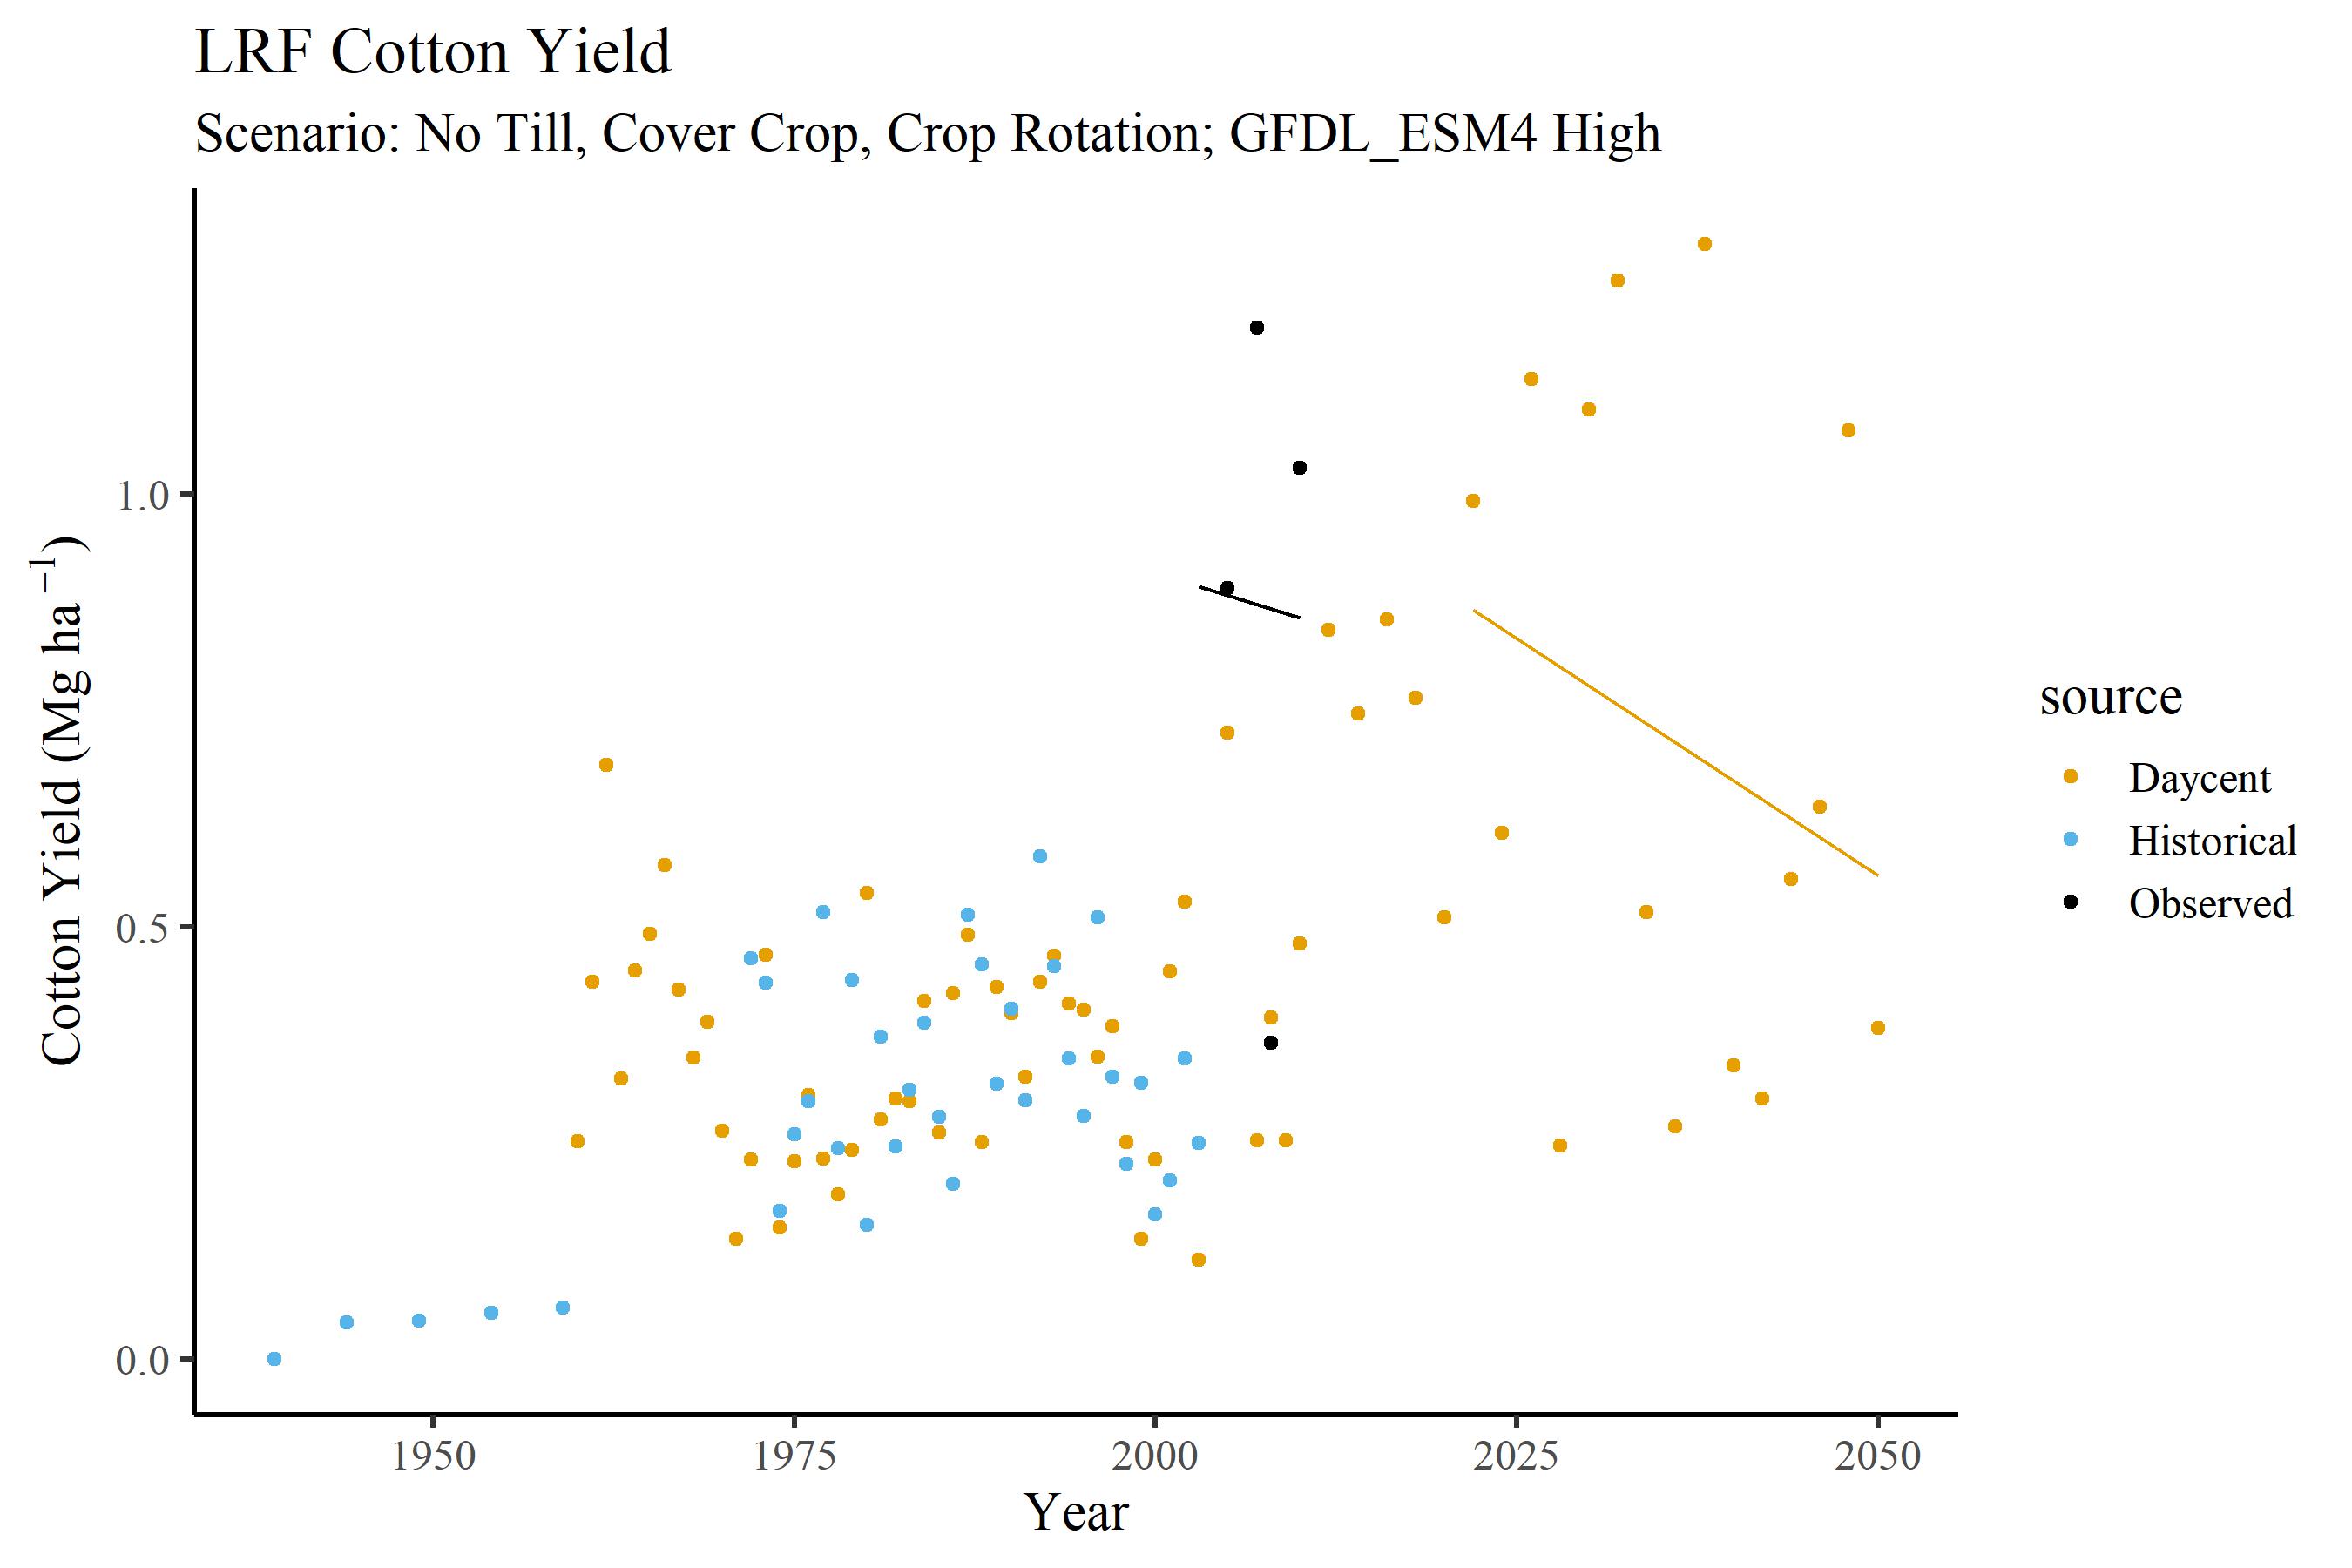 LRF Cotton Yield
Scenario: No Till, Cover Crop, Crop Rotation; GFDL_ESM4 High
Cotton Yield (Mg ha⁻¹)
1.0
0.5
0.0
1950
1975
2000
2025
2050
Year
source
Daycent
Historical
Observed